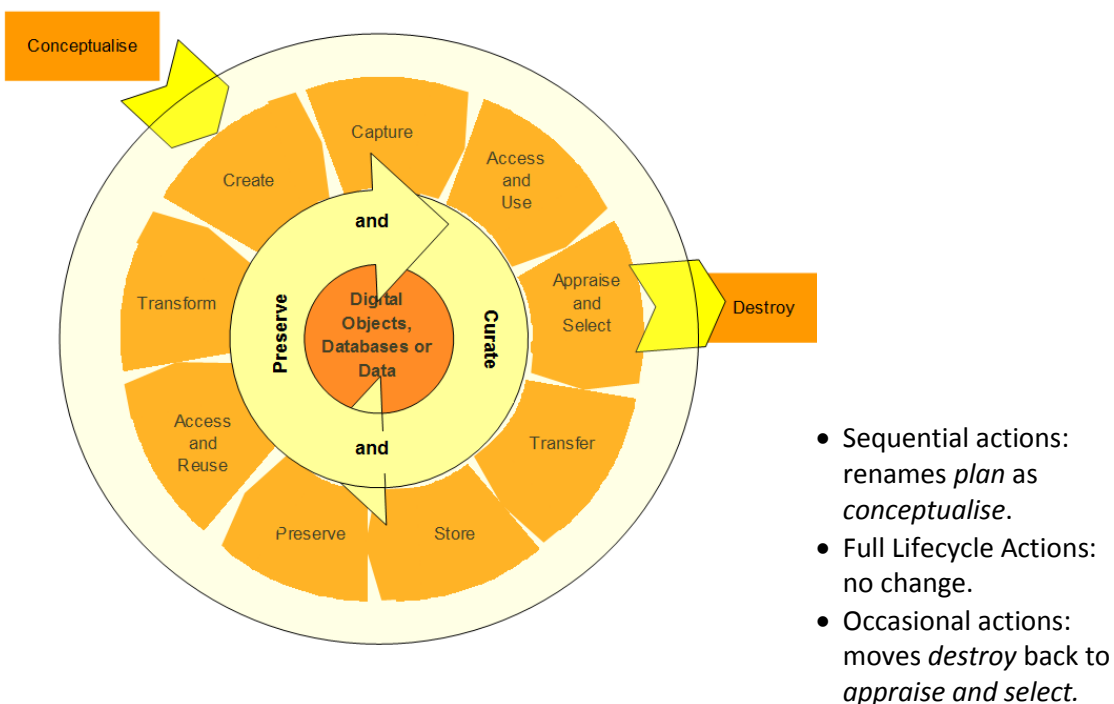 Conceptualise
Capture
Access
and
Use
Create
and
Appraise
and
Select
Destroy
Transform
Preserve
Digital
Objects,
Databases or
Data
Curate
Access
and
Reuse
and
Transfer
Preserve
Store
• Sequential actions:
renames plan as
conceptualise.
• Full Lifecycle Actions:
no change.
• Occasional actions:
moves destroy back to
appraise and select.